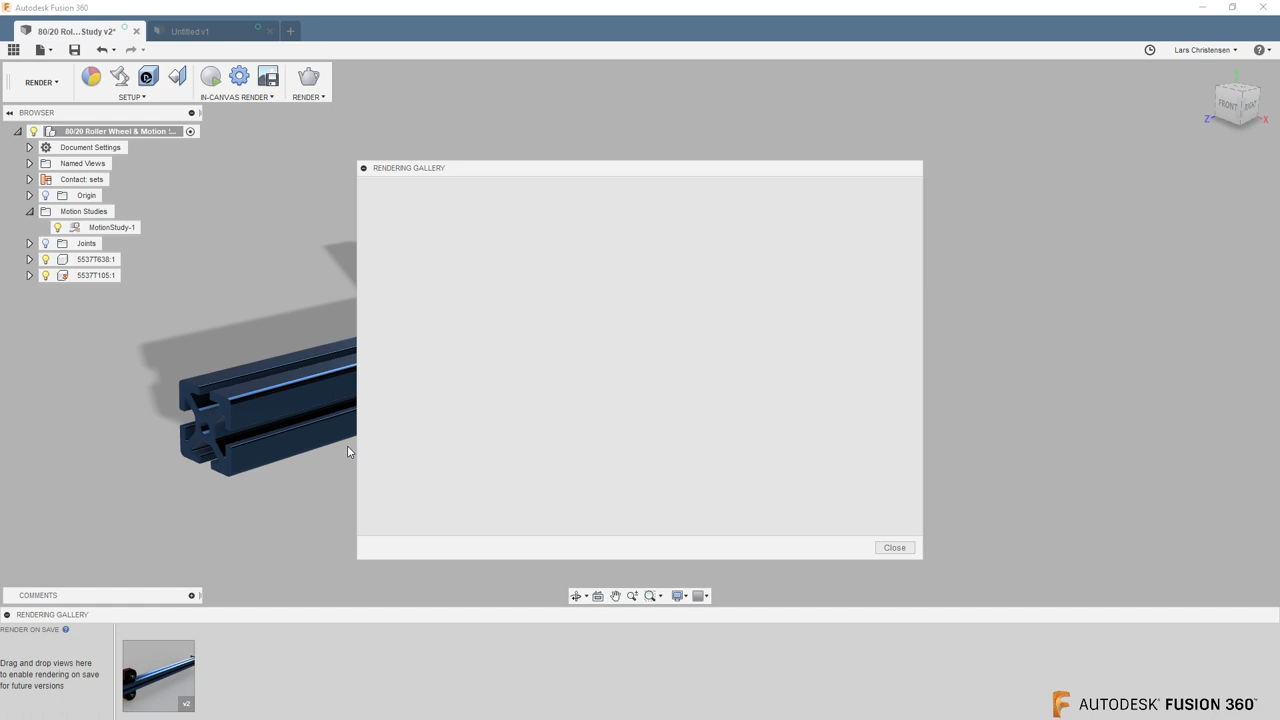 Autodesk Fusion 360
80/20 Rol...Study v2*
Untitled v1
Lars Christensen
RENDER
SETUP
IN-CANVAS RENDER
RENDER
BROWSER
80/20 Roller Wheel & Motion :...
Document Settings
Named Views
Contact: sets
Origin
Motion Studies
MotionStudy-1
Joints
5537T638:1
5537T105:1
FRONT
RIGHT
Z
X
RENDERING GALLERY
Close
COMMENTS
RENDERING GALLERY
RENDER ON SAVE
Drag and drop views here
to enable rendering on save
for future versions
v2
AUTODESK® FUSION 360™